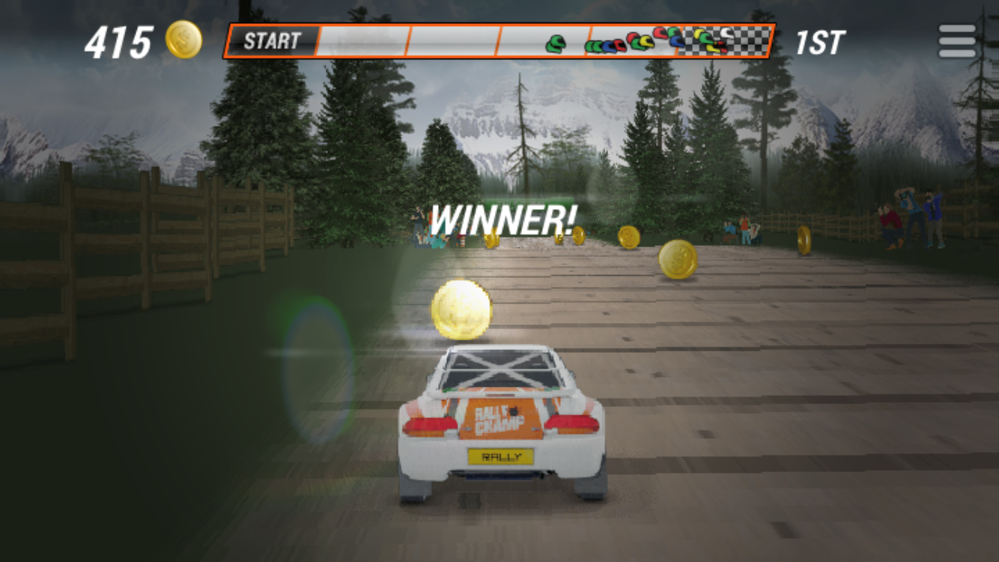 415
START
1ST
WINNER!
RALLY
CHAMP
RALLY